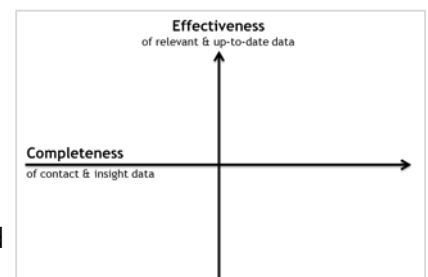 Effectiveness
of relevant & up-to-date data
Completeness
of contact & insight data